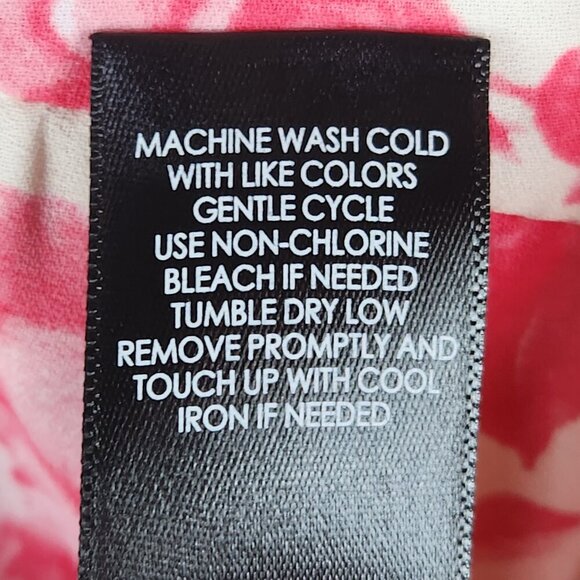 MACHINE WASH COLD
WITH LIKE COLORS
GENTLE CYCLE
USE NON-CHLORINE
BLEACH IF NEEDED
TUMBLE DRY LOW
REMOVE PROMPTLY AND
TOUCH UP WITH COOL
IRON IF NEEDED